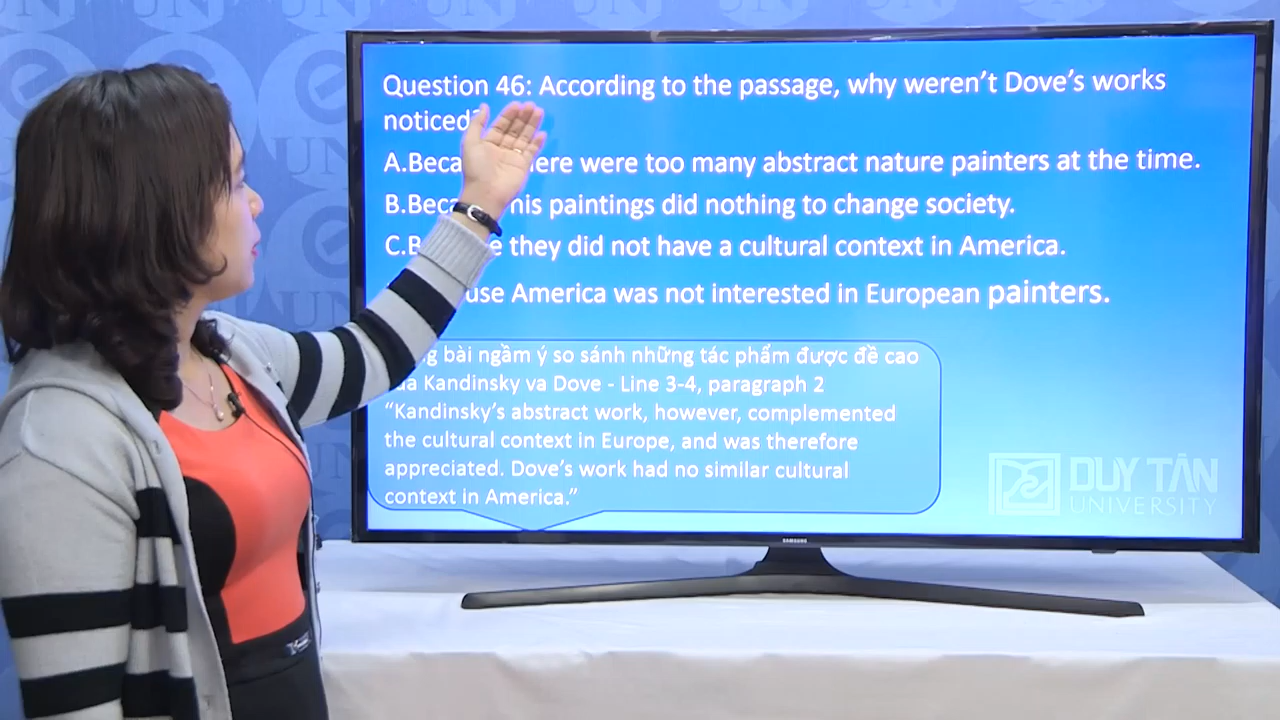 Question 46: According to the passage, why weren't Dove's works
noticed?
A. there were too many abstract nature painters at the time.
B. his paintings did nothing to change society.
C. they did not have a cultural context in America.
America was not interested in European painters.
bài ngầm ý so sánh những tác phẩm được đề cao
Kandinsky va Dove - Line 3-4, paragraph 2
“Kandinsky's abstract work, however, complemented
the cultural context in Europe, and was therefore
appreciated. Dove's work had no similar cultural
context in America.”
DUY TÂN
UNIVERSITY
SAMSUNG